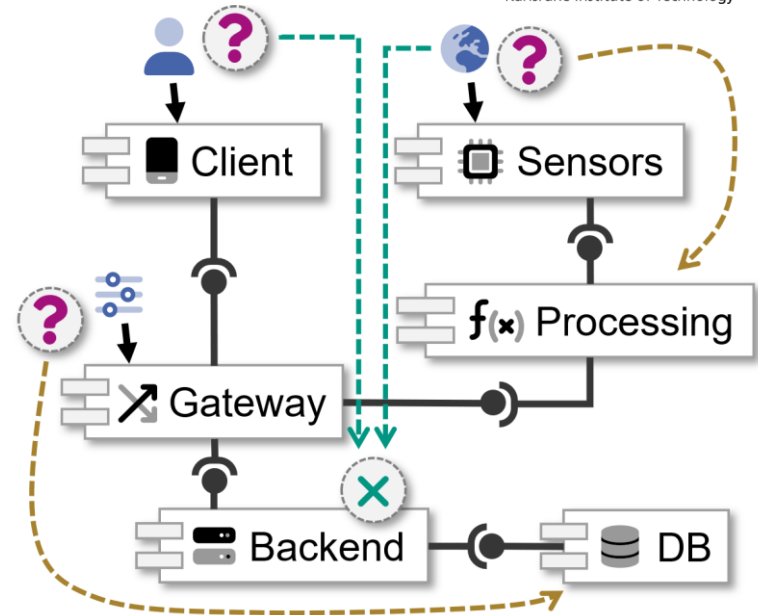 ?
?
Client
Sensors
?
f(x) Processing
Gateway
Backend
DB